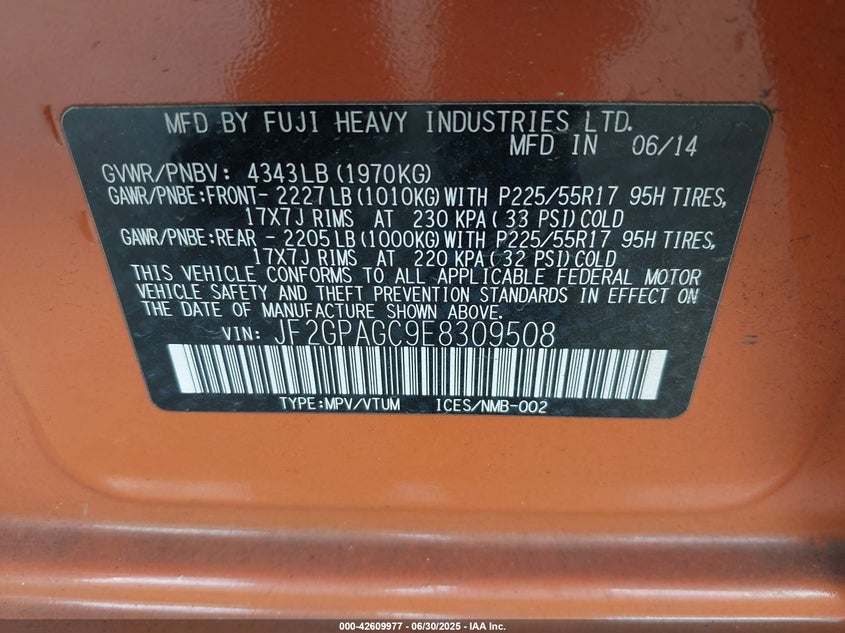 MFD BY FUJI HEAVY INDUSTRIES LTD.
MFD IN 06/14
GVWR/PNBV: 4343LB (1970KG)
GAWR/PNBE:FRONT- 2227LB (1010KG) WITH P225/55R17 95H TIRES,
17X7J RIMS AT 230 KPA ( 33 PSI) COLD
GAWR/PNBE:REAR - 2205LB (1000KG) WITH P225/55R17 95H TIRES,
17X7J RIMS AT 220 KPA ( 32 PSI) COLD
THIS VEHICLE CONFORMS TO ALL APPLICABLE FEDERAL MOTOR
VEHICLE SAFETY AND THEFT PREVENTION STANDARDS IN EFFECT ON
THE DATE OF MANUFACTURE SHOWN ABOVE.
VIN: JF2GPAGC9E8309508
TYPE:MPV/VTUM ICES/NMB-002
000-42609977 - 06/30/2025 - IAA Inc.